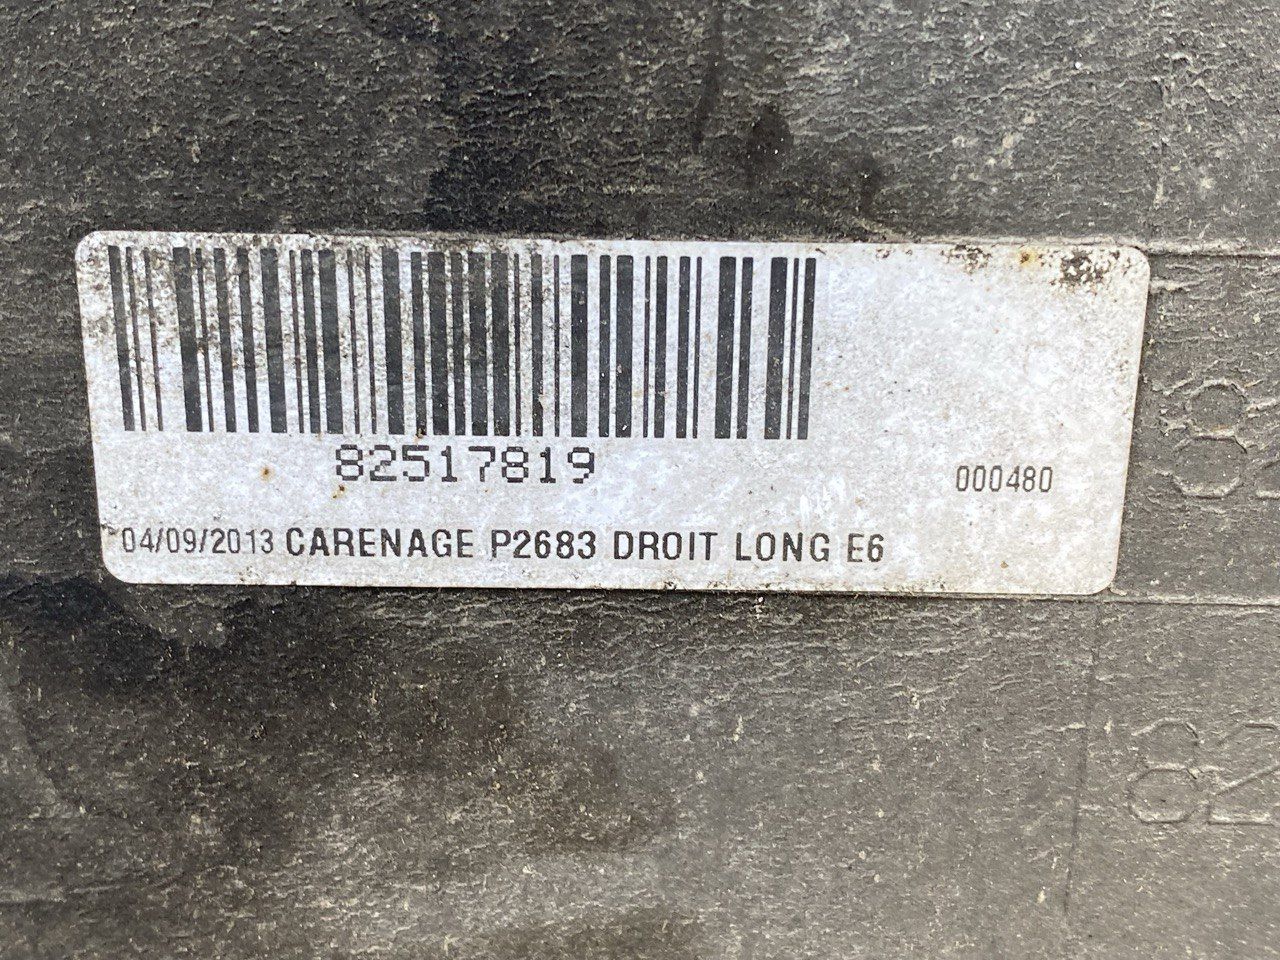 82517819
000480
04/09/2013 CARENAGE P2683 DROIT LONG E6